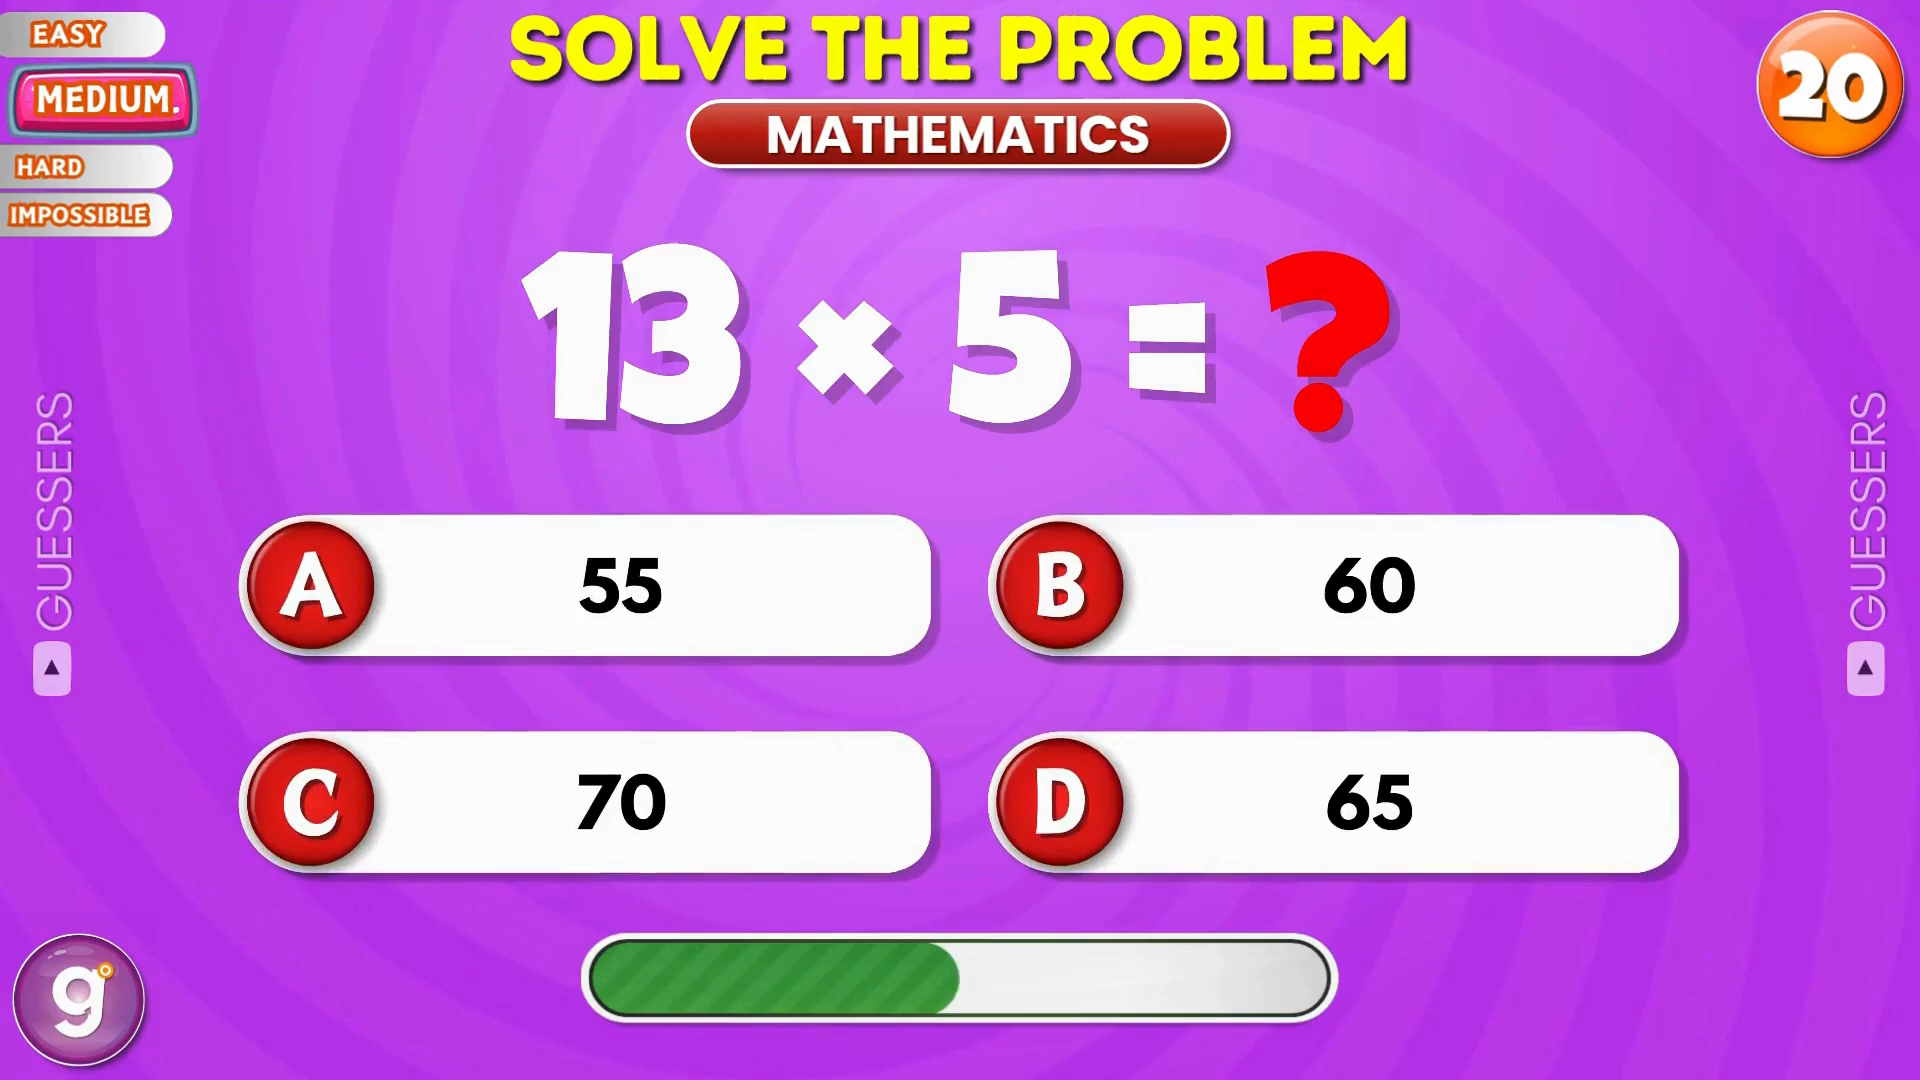 EASY
MEDIUM.
HARD
IMPOSSIBLE
SOLVE THE PROBLEM
MATHEMATICS
20
13 × 5 = ?
A 55
B 60
C 70
D 65
GUESSERS
GUESSERS
g